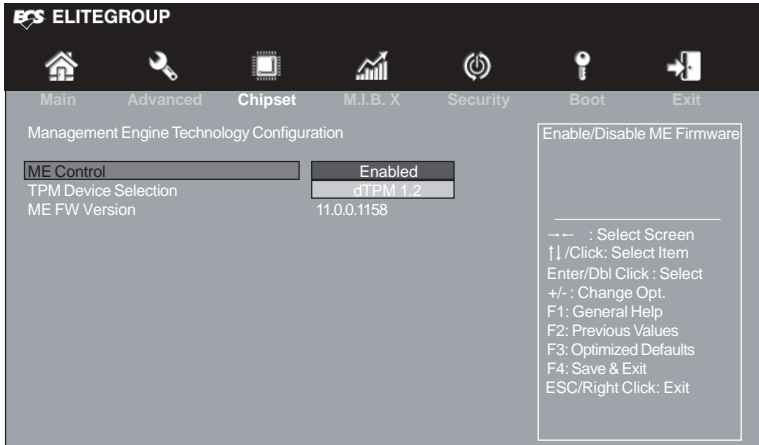 ECS ELITEGROUP
Main Advanced Chipset M.I.B. X Security Boot Exit
Management Engine Technology Configuration
ME Control Enabled
TPM Device Selection dTPM 1.2
ME FW Version 11.0.0.1158
Enable/Disable ME Firmware
→← : Select Screen
↑↓/Click: Select Item
Enter/Dbl Click : Select
+/- : Change Opt.
F1: General Help
F2: Previous Values
F3: Optimized Defaults
F4: Save & Exit
ESC/Right Click: Exit